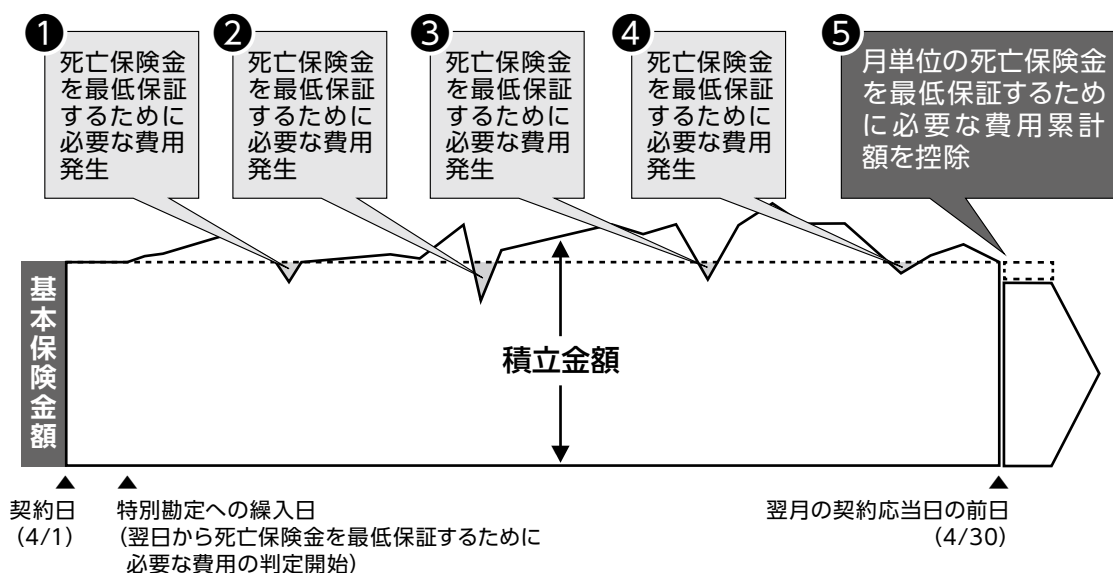 ❶
死亡保険金
を最低保証
するために
必要な費用
発生
❷
死亡保険金
を最低保証
するために
必要な費用
発生
❸
死亡保険金
を最低保証
するために
必要な費用
発生
❹
死亡保険金
を最低保証
するために
必要な費用
発生
❺
月単位の死亡保険金
を最低保証するため
に必要な費用累計
額を控除
基本保険金額
積立金額
▲
契約日
(4/1)
▲
特別勘定への繰入日
(翌日から死亡保険金を最低保証するために
必要な費用の判定開始)
▲
翌月の契約応当日の前日
(4/30)